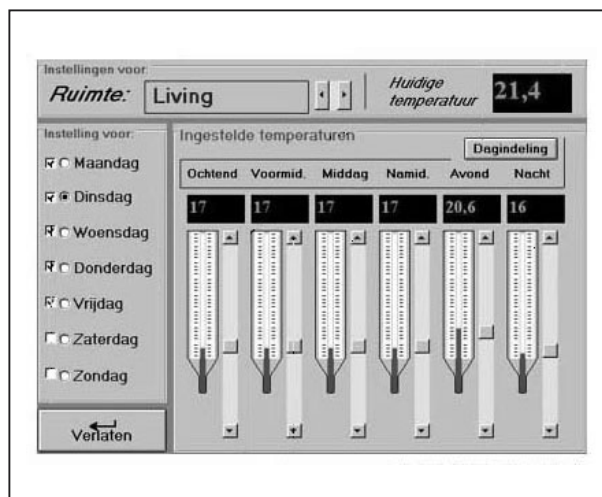 Instellingen voor:
Ruimte: Living
Huidige temperatuur 21,4
Instelling voor:
Maandag
Dinsdag
Woensdag
Donderdag
Vrijdag
Zaterdag
Zondag
Verlaten
Ingestelde temperaturen
Dagindeling
Ochtend Voormid. Middag Namid. Avond Nacht
17 17 17 17 20,6 16